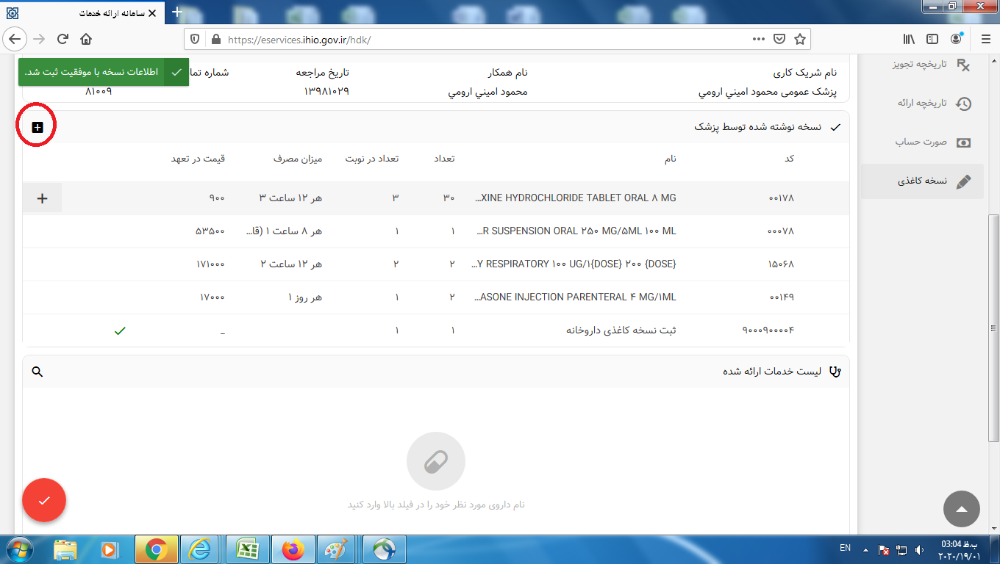 سامانه ارائه خدمات
https://eservices.ihio.gov.ir/hdk/
اطلاعات نسخه با موفقیت ثبت شد.
نام شریک کاری
نام همکار
تاریخ مراجعه
شماره تما
پزشک عمومی محمود اميني ارومي
محمود اميني ارومي
۱۳۹۸۱۰۲۹
۸۱۰۰۹
تاریخچه تجویز
تاریخچه ارائه
صورت حساب
نسخه کاغذی
نسخه نوشته شده توسط پزشک
کد نام تعداد تعداد در نوبت میزان مصرف قیمت در تعهد
۰۰۱۷۸ ...XINE HYDROCHLORIDE TABLET ORAL ۸ MG ۳۰ ۳ هر ۱۲ ساعت ۳ ۹۰۰
۰۰۰۷۸ ...R SUSPENSION ORAL ۲۵۰ MG/۵ML ۱۰۰ ML ۱ ۱ هر ۸ ساعت ۱ (قا... ۵۳۵۰۰
۱۵۰۶۸ ...Y RESPIRATORY ۱۰۰ UG/۱{DOSE} ۲۰۰ {DOSE} ۲ ۲ هر ۱۲ ساعت ۲ ۱۷۱۰۰۰
۰۰۱۴۹ ...ASONE INJECTION PARENTERAL ۴ MG/۱ML ۲ ۱ هر روز ۱ ۱۷۰۰۰
۹۰۰۰۹۰۰۰۰۴ ثبت نسخه کاغذی داروخانه ۱ ۱ _
لیست خدمات ارائه شده
نام داروی مورد نظر خود را در فیلد بالا وارد کنید
EN
03:04 ب.ظ
۲۰۲۰/۱۹/۰۱